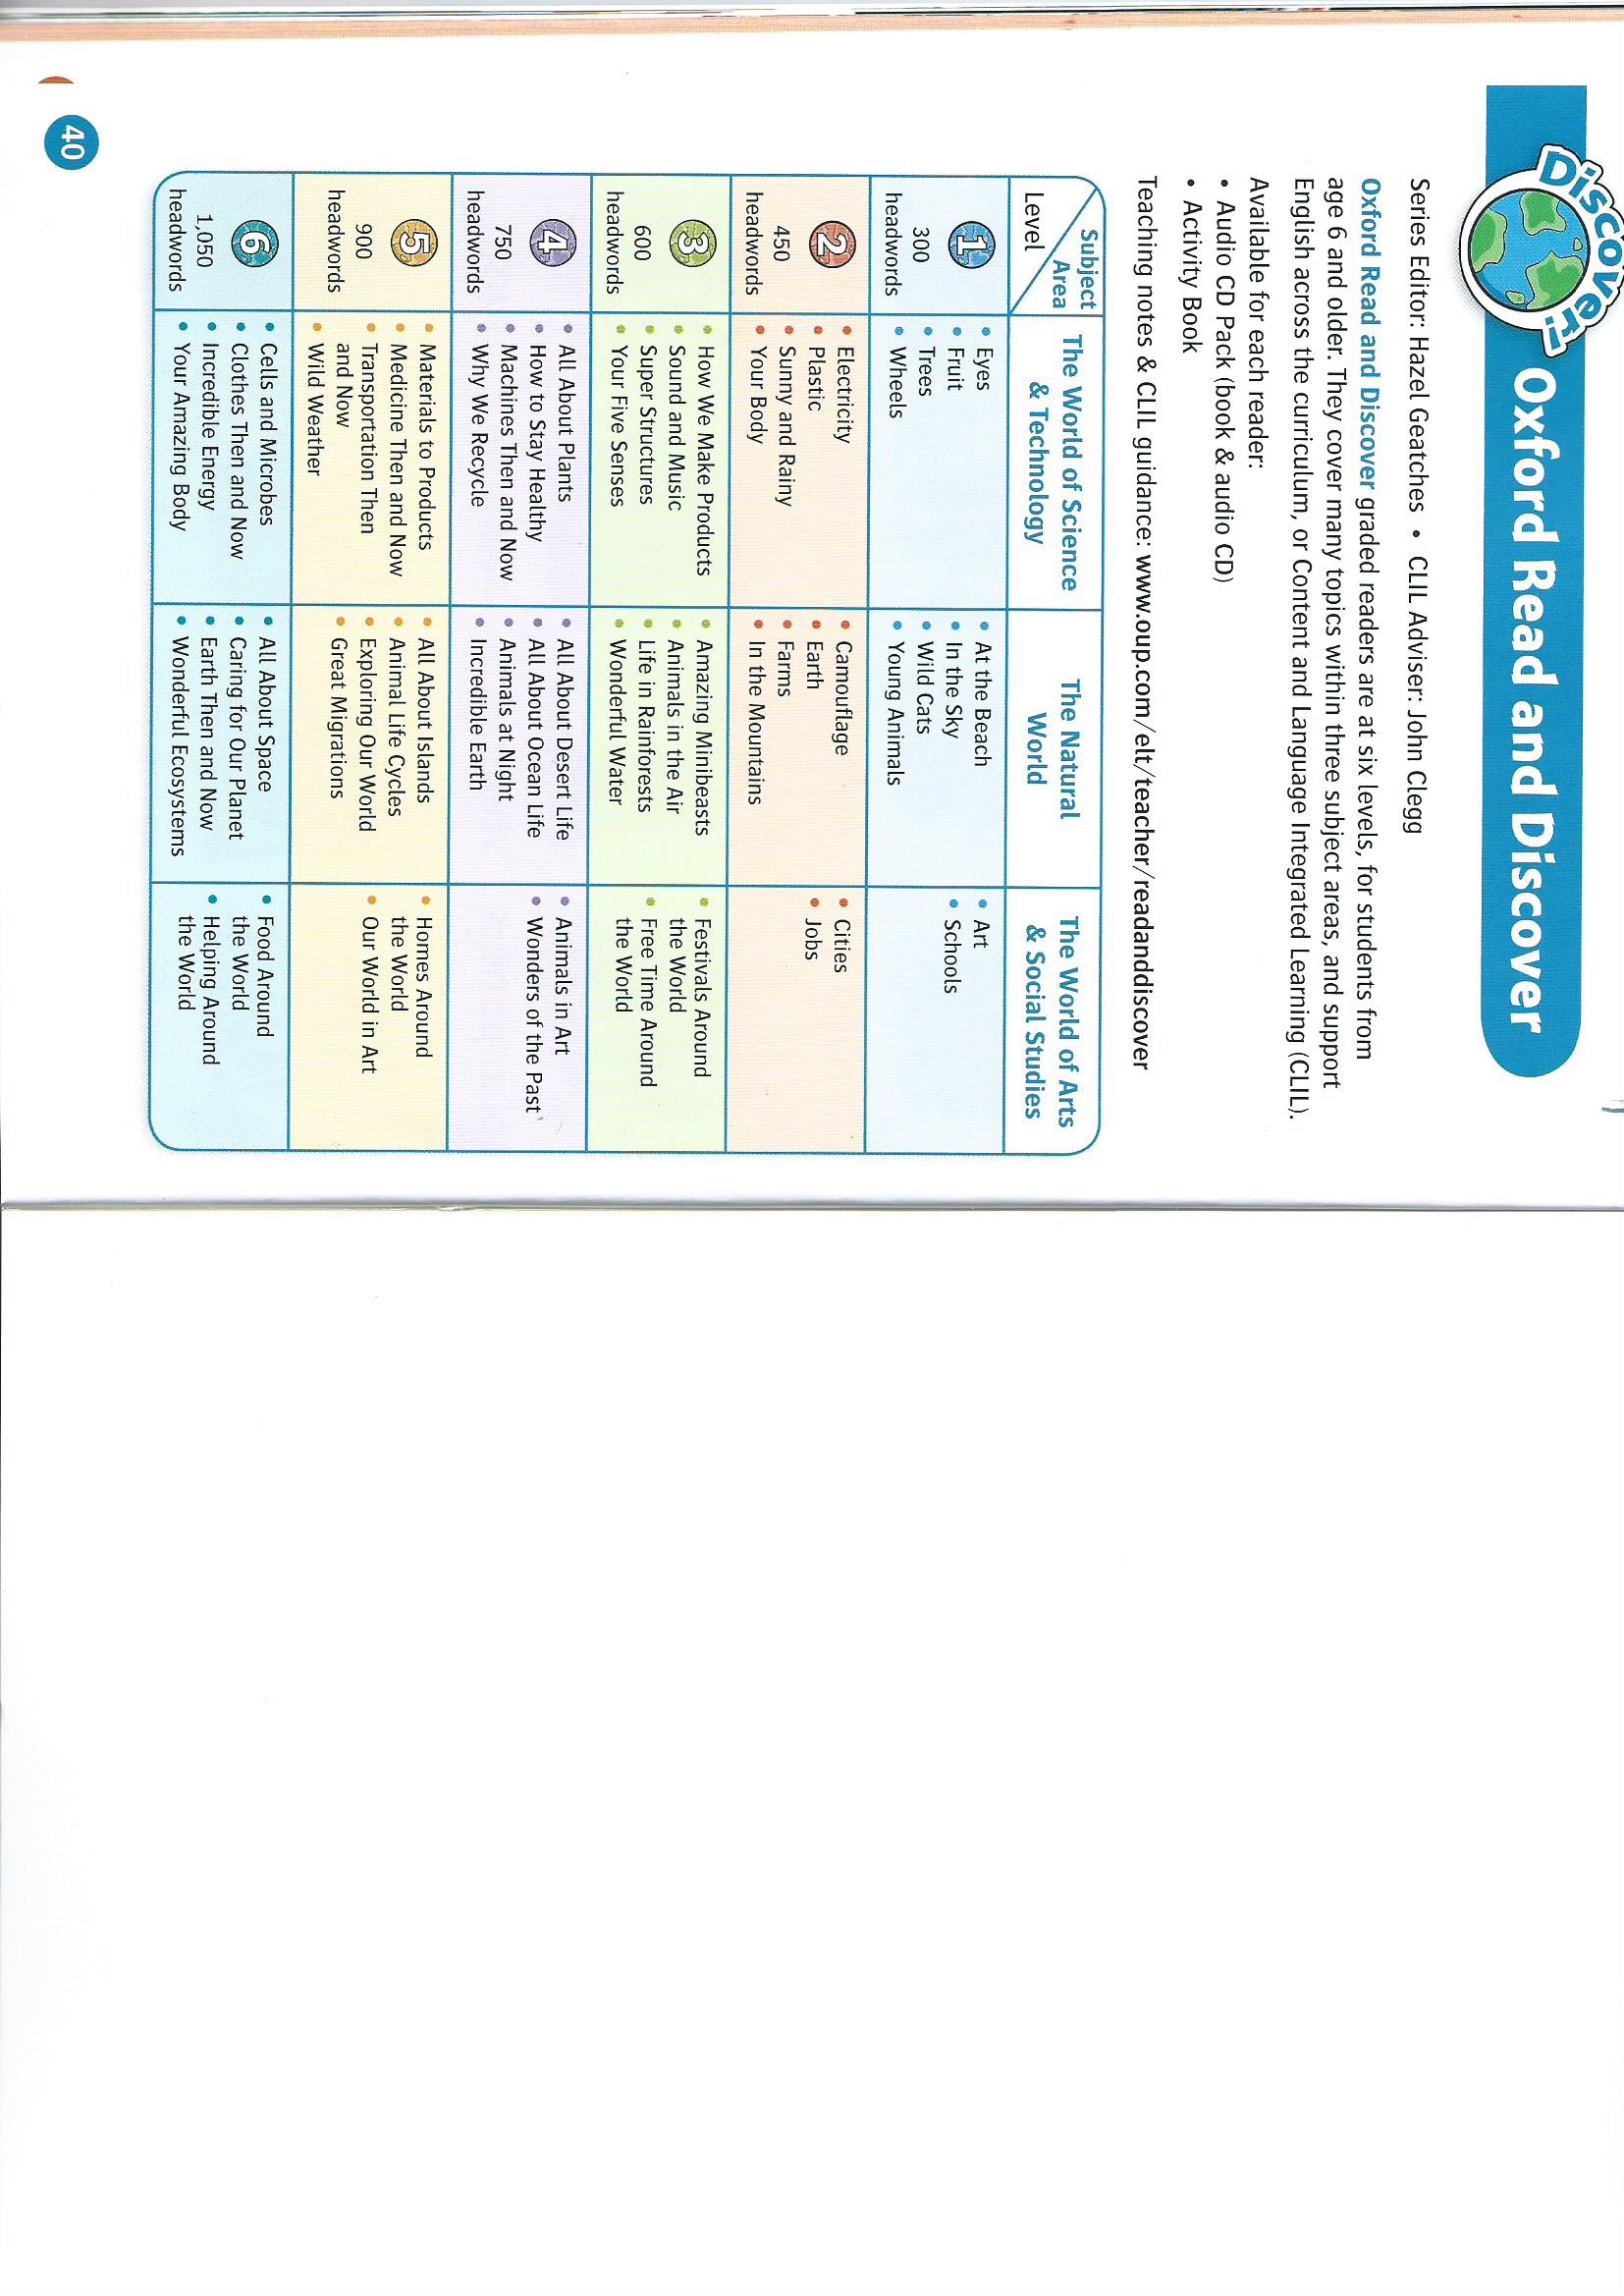 Discover!
Oxford Read and Discover
Series Editor: Hazel Geatches • CLIL Adviser: John Clegg
Oxford Read and Discover graded readers are at six levels, for students from
age 6 and older. They cover many topics within three subject areas, and support
English across the curriculum, or Content and Language Integrated Learning (CLIL).
Available for each reader:
• Audio CD Pack (book & audio CD)
• Activity Book
Teaching notes & CLIL guidance: www.oup.com/elt/teacher/readanddiscover
Subject
Area
Level
The World of Science
& Technology
The Natural
World
The World of Arts
& Social Studies
1
300
headwords
• Eyes
• Fruit
• Trees
• Wheels
• At the Beach
• In the Sky
• Wild Cats
• Young Animals
• Art
• Schools
2
450
headwords
• Electricity
• Plastic
• Sunny and Rainy
• Your Body
• Camouflage
• Earth
• Farms
• In the Mountains
• Cities
• Jobs
3
600
headwords
• How We Make Products
• Sound and Music
• Super Structures
• Your Five Senses
• Amazing Minibeasts
• Animals in the Air
• Life in Rainforests
• Wonderful Water
• Festivals Around
the World
• Free Time Around
the World
4
750
headwords
• All About Plants
• How to Stay Healthy
• Machines Then and Now
• Why We Recycle
• All About Desert Life
• All About Ocean Life
• Animals at Night
• Incredible Earth
• Animals in Art
• Wonders of the Past
5
900
headwords
• Materials to Products
• Medicine Then and Now
• Transportation Then
and Now
• Wild Weather
• All About Islands
• Animal Life Cycles
• Exploring Our World
• Great Migrations
• Homes Around
the World
• Our World in Art
6
1,050
headwords
• Cells and Microbes
• Clothes Then and Now
• Incredible Energy
• Your Amazing Body
• All About Space
• Caring for Our Planet
• Earth Then and Now
• Wonderful Ecosystems
• Food Around
the World
• Helping Around
the World
40